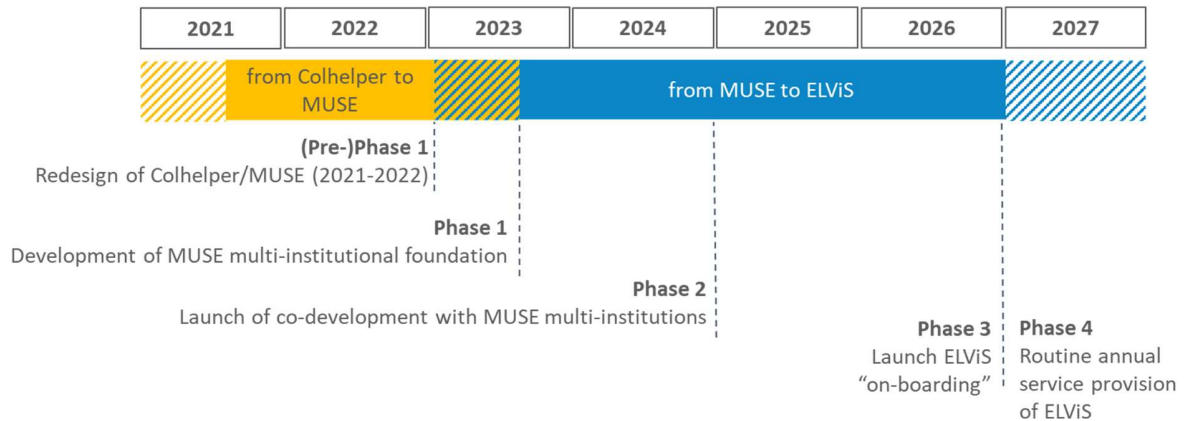 2021 2022 2023 2024 2025 2026 2027
from Colhelper to
MUSE
from MUSE to ELViS
(Pre-)Phase 1
Redesign of Colhelper/MUSE (2021-2022)
Phase 1
Development of MUSE multi-institutional foundation
Phase 2
Launch of co-development with MUSE multi-institutions
Phase 3
Launch ELViS
“on-boarding”
Phase 4
Routine annual
service provision
of ELViS